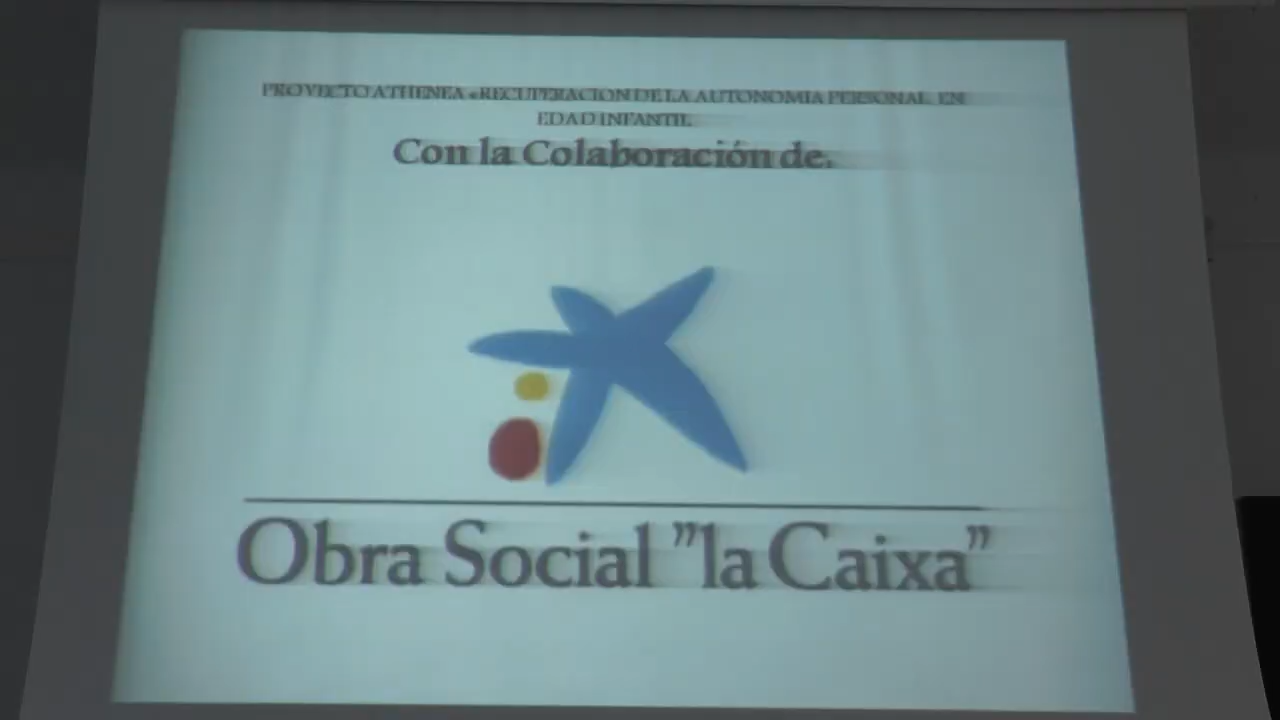 PROYECTO ATHENEA «RECUPERACION DE LA AUTONOMIA PERSONAL EN
EDAD INFANTIL
Con la Colaboración de.
Obra Social ”la Caixa”